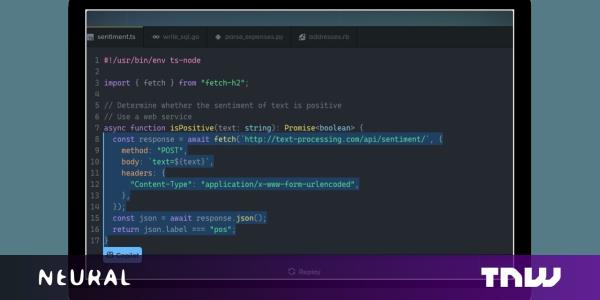 sentiment.ts write_sql.go parse_expenses.py addresses.rb
1 #!/usr/bin/env ts-node
2
3 import { fetch } from "fetch-h2";
4
5 // Determine whether the sentiment of text is positive
6 // Use a web service
7 async function isPositive(text: string): Promise<boolean> {
8 const response = await fetch(`http://text-processing.com/api/sentiment/`, {
9 method: "POST",
10 body: `text=${text}`,
11 headers: {
12 "Content-Type": "application/x-www-form-urlencoded",
13 },
14 });
15 const json = await response.json();
16 return json.label === "pos";
17 }
Copilot
Replay
NEURAL
TNW